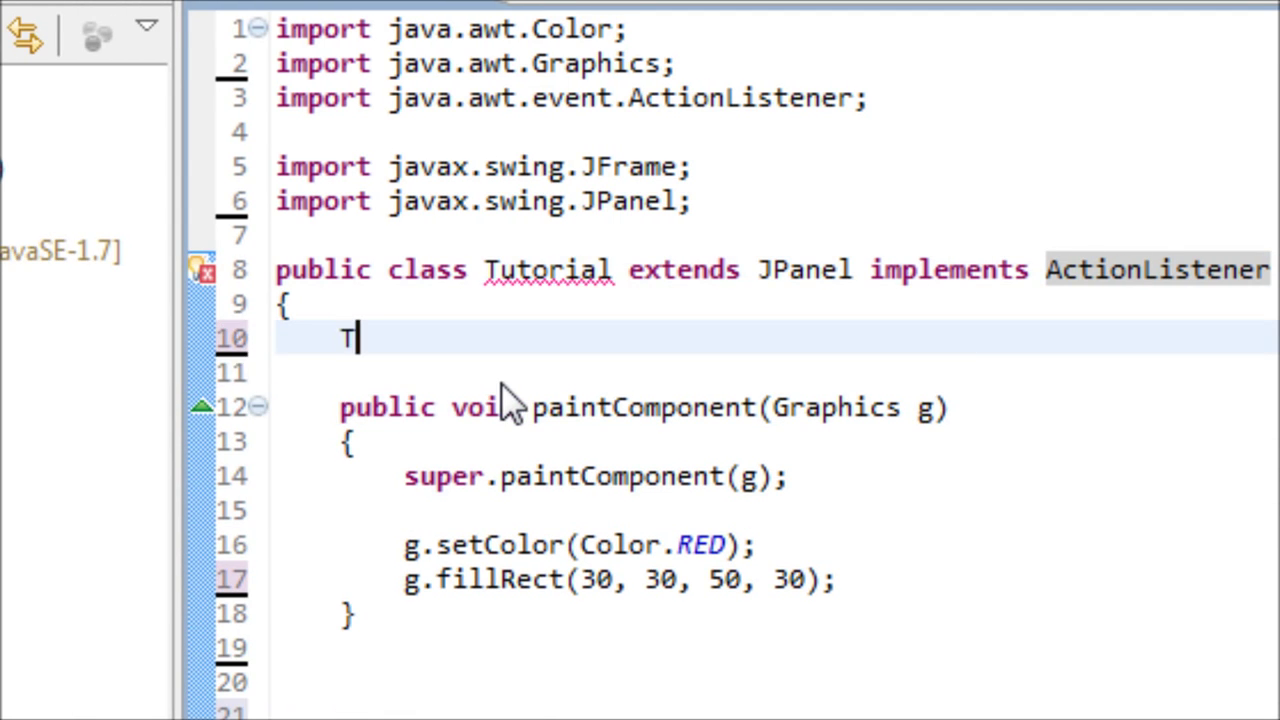 1 import java.awt.Color;
2 import java.awt.Graphics;
3 import java.awt.event.ActionListener;
4
5 import javax.swing.JFrame;
6 import javax.swing.JPanel;
7
avaSE-1.7]
8 public class Tutorial extends JPanel implements ActionListener
9 {
10 T
11
12 public voi paintComponent(Graphics g)
13 {
14 super.paintComponent(g);
15
16 g.setColor(Color.RED);
17 g.fillRect(30, 30, 50, 30);
18 }
19
20
21